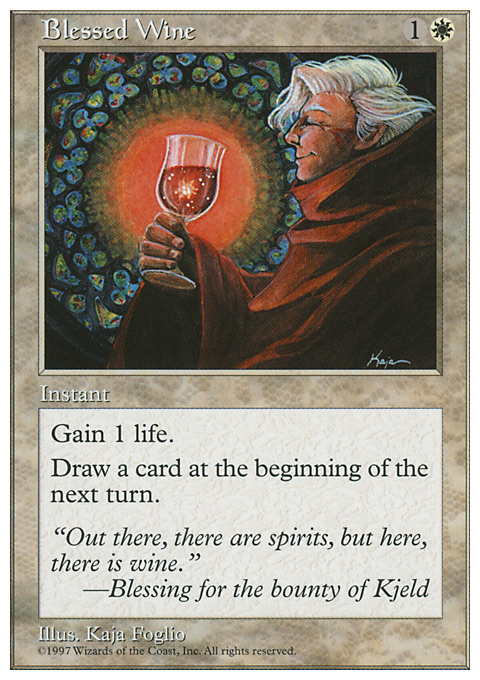 Blessed Wine 1
Kaja
Instant
Gain 1 life.
Draw a card at the beginning of the
next turn.
“Out there, there are spirits, but here,
there is wine.”
—Blessing for the bounty of Kjeld
Illus. Kaja Foglio
©1997 Wizards of the Coast, Inc. All rights reserved.